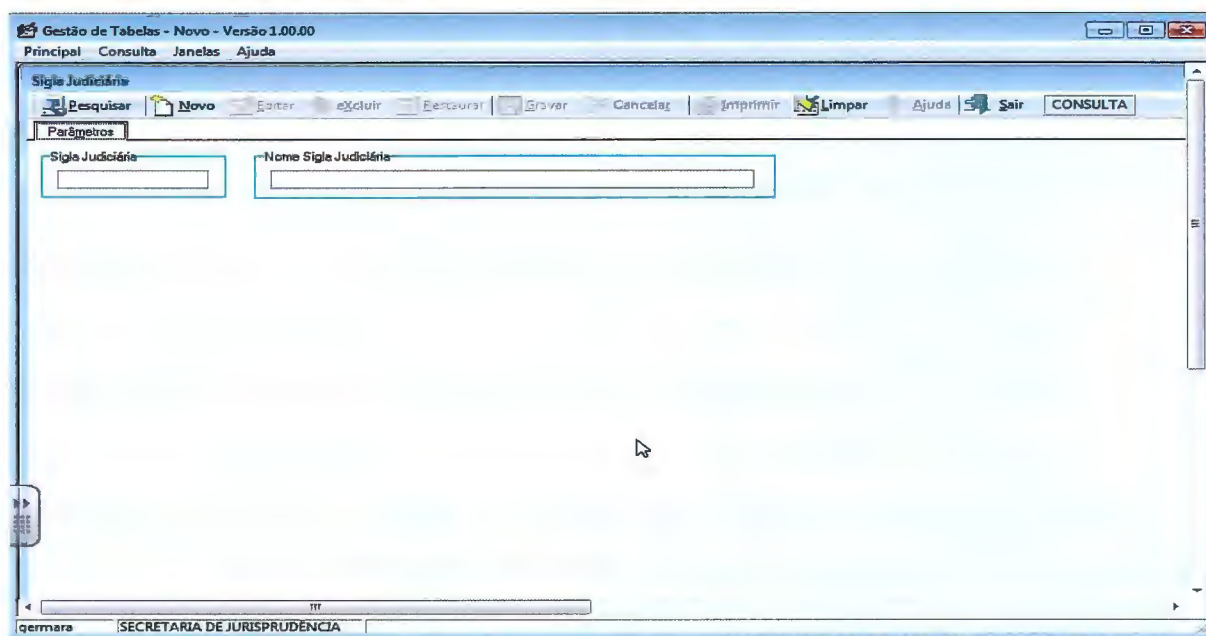 Gestão de Tabelas - Novo - Versão 1.00.00
Principal Consulta Janelas Ajuda
Sigla Judiciária
Pesquisar Novo Editar eXcluir Restaurar Gravar Cancelar Imprimir Limpar Ajuda Sair CONSULTA
Parâmetros
Sigla Judiciária Nome Sigla Judiciária
germara SECRETARIA DE JURISPRUDÊNCIA